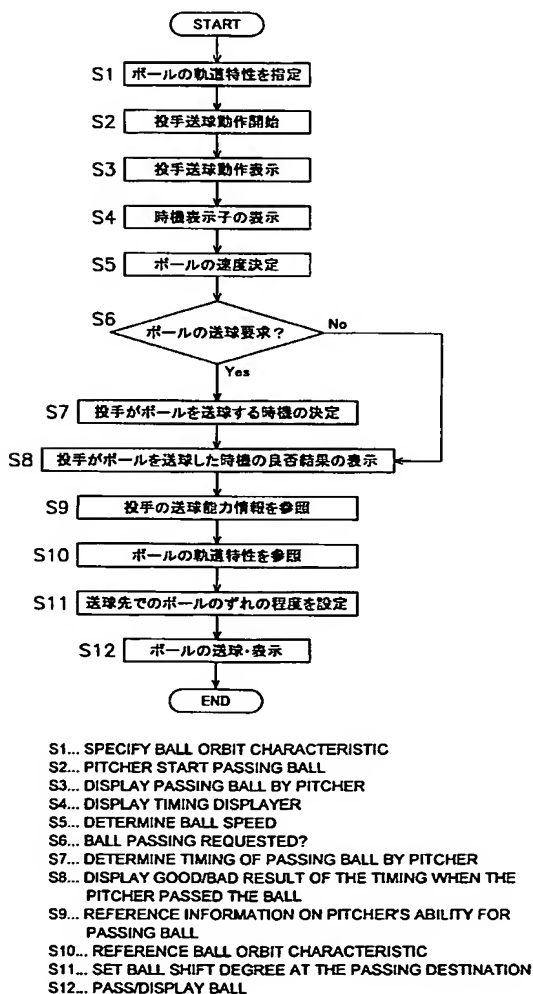 START
S1 ボールの軌道特性を指定
S2 投手送球動作開始
S3 投手送球動作表示
S4 時機表示子の表示
S5 ボールの速度決定
S6 ボールの送球要求？ No
Yes
S7 投手がボールを送球する時機の決定
S8 投手がボールを送球した時機の良否結果の表示
S9 投手の送球能力情報を参照
S10 ボールの軌道特性を参照
S11 送球先でのボールのずれの程度を設定
S12 ボールの送球・表示
END
S1... SPECIFY BALL ORBIT CHARACTERISTIC
S2... PITCHER START PASSING BALL
S3... DISPLAY PASSING BALL BY PITCHER
S4... DISPLAY TIMING DISPLAYER
S5... DETERMINE BALL SPEED
S6... BALL PASSING REQUESTED?
S7... DETERMINE TIMING OF PASSING BALL BY PITCHER
S8... DISPLAY GOOD/BAD RESULT OF THE TIMING WHEN THE
PITCHER PASSED THE BALL
S9... REFERENCE INFORMATION ON PITCHER'S ABILITY FOR
PASSING BALL
S10... REFERENCE BALL ORBIT CHARACTERISTIC
S11... SET BALL SHIFT DEGREE AT THE PASSING DESTINATION
S12... PASS/DISPLAY BALL